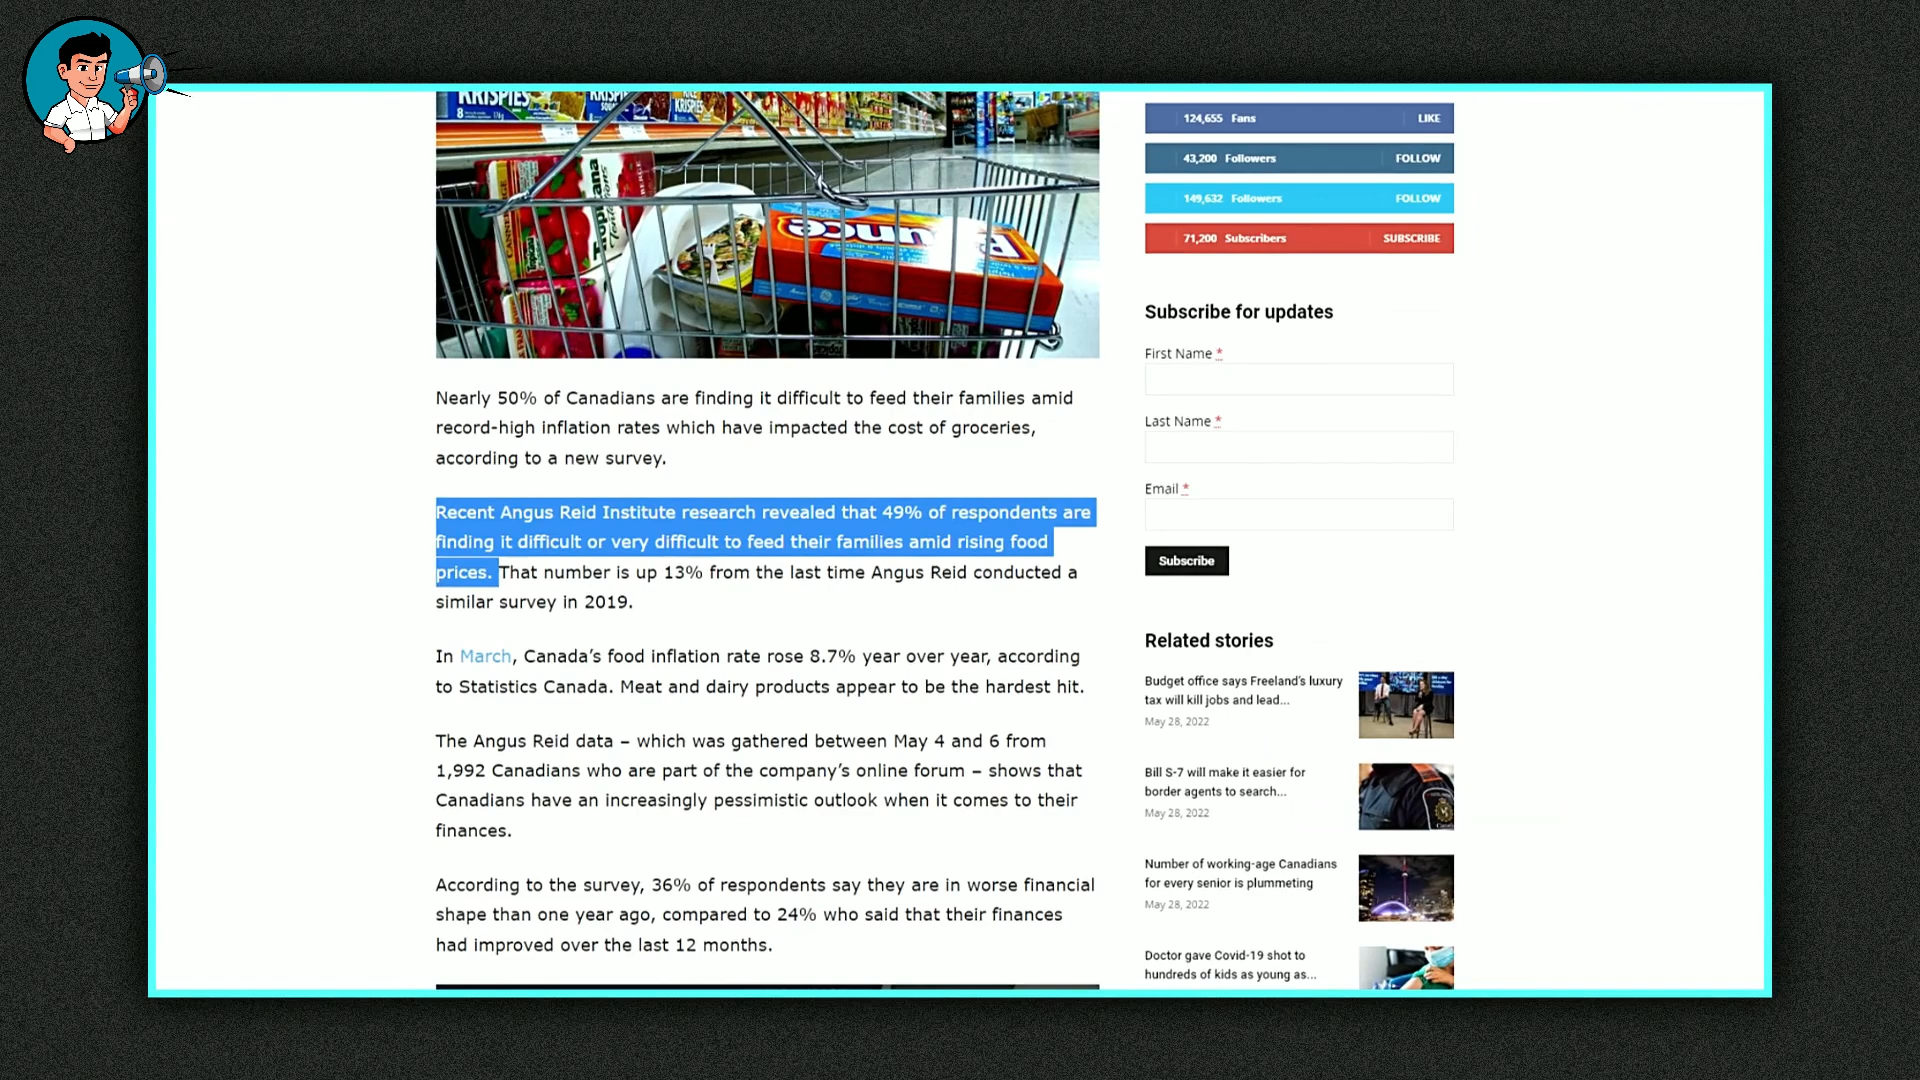 KRISPIES
KRISPIES
KRISPIES
Tropicana
Bounce
Nearly 50% of Canadians are finding it difficult to feed their families amid
record-high inflation rates which have impacted the cost of groceries,
according to a new survey.
Recent Angus Reid Institute research revealed that 49% of respondents are
finding it difficult or very difficult to feed their families amid rising food
prices. That number is up 13% from the last time Angus Reid conducted a
similar survey in 2019.
In March, Canada’s food inflation rate rose 8.7% year over year, according
to Statistics Canada. Meat and dairy products appear to be the hardest hit.
The Angus Reid data – which was gathered between May 4 and 6 from
1,992 Canadians who are part of the company’s online forum – shows that
Canadians have an increasingly pessimistic outlook when it comes to their
finances.
According to the survey, 36% of respondents say they are in worse financial
shape than one year ago, compared to 24% who said that their finances
had improved over the last 12 months.
124,655 Fans LIKE
43,200 Followers FOLLOW
149,632 Followers FOLLOW
71,200 Subscribers SUBSCRIBE
Subscribe for updates
First Name *
Last Name *
Email *
Subscribe
Related stories
Budget office says Freeland’s luxury
tax will kill jobs and lead...
May 28, 2022
Bill S-7 will make it easier for
border agents to search...
May 28, 2022
Number of working-age Canadians
for every senior is plummeting
May 28, 2022
Doctor gave Covid-19 shot to
hundreds of kids as young as...